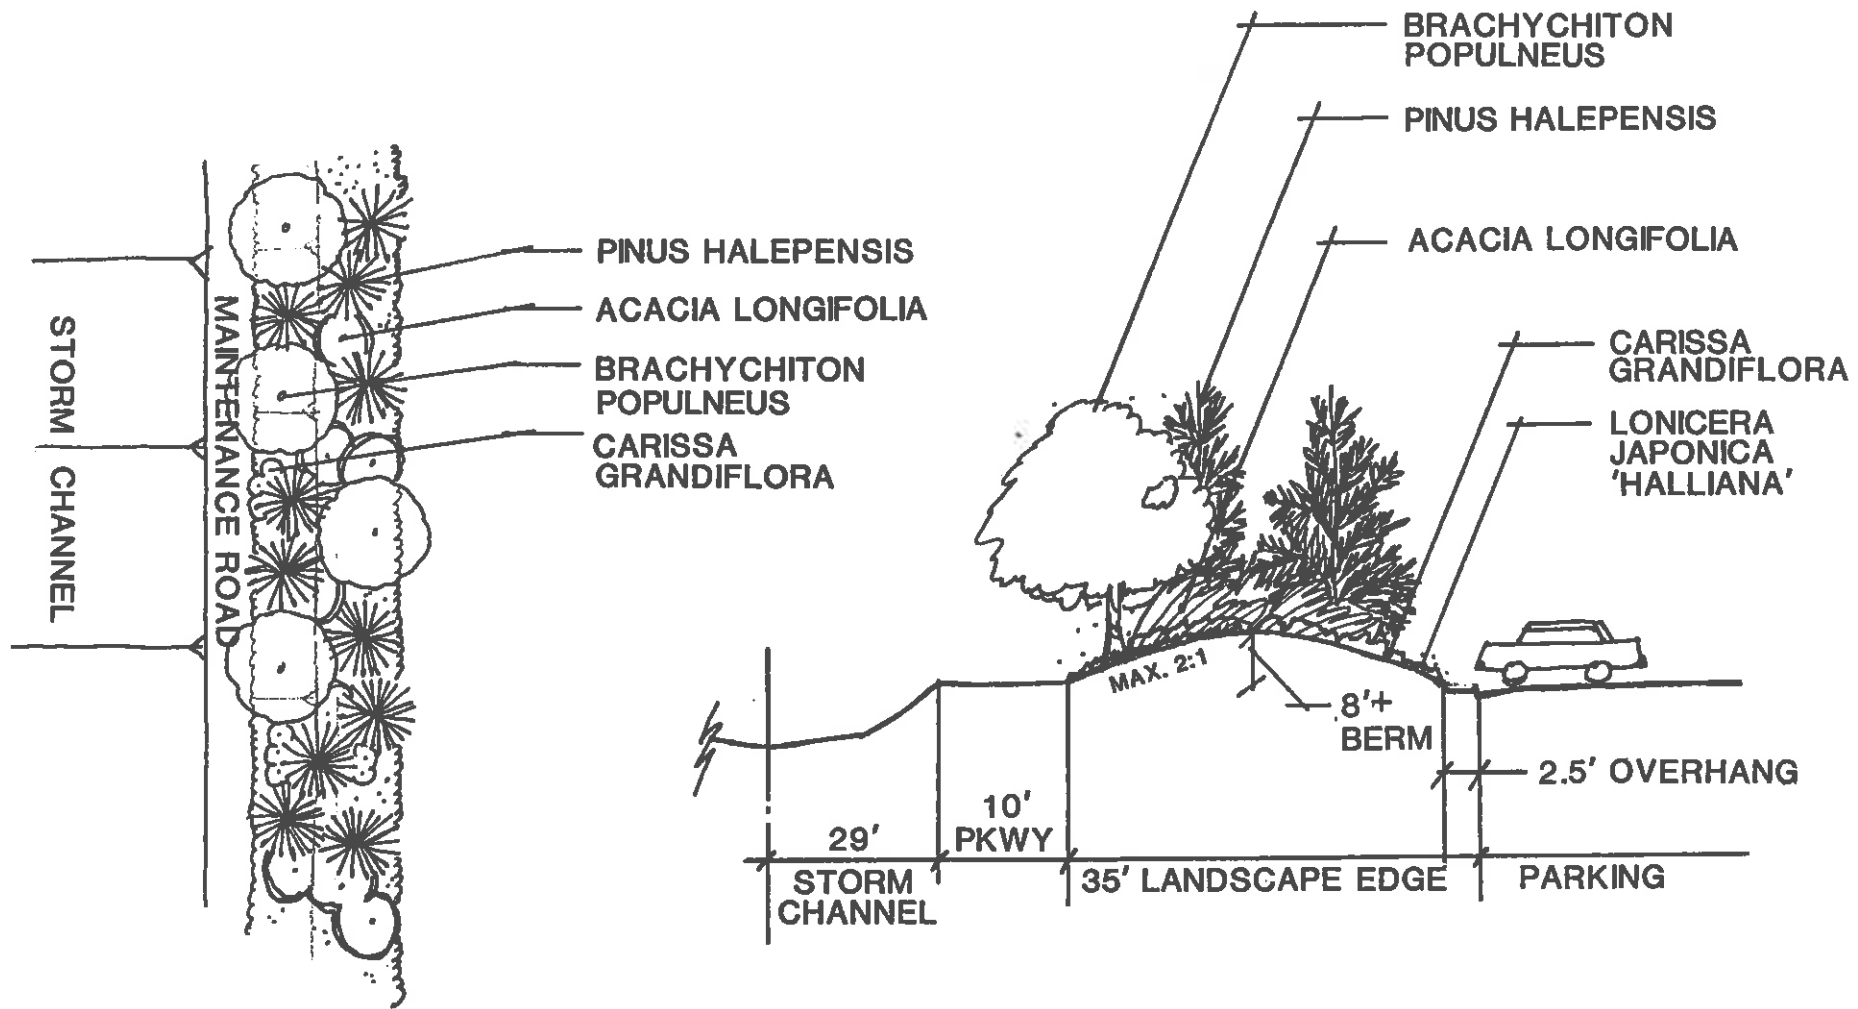 PINUS HALEPENSIS
ACACIA LONGIFOLIA
BRACHYCHITON
POPULNEUS
CARISSA
GRANDIFLORA
STORM CHANNEL
MAINTENANCE ROAD
BRACHYCHITON
POPULNEUS
PINUS HALEPENSIS
ACACIA LONGIFOLIA
CARISSA
GRANDIFLORA
LONICERA
JAPONICA
'HALLIANA'
MAX. 2:1
8'+
BERM
2.5' OVERHANG
29'
STORM
CHANNEL
10'
PKWY
35' LANDSCAPE EDGE
PARKING